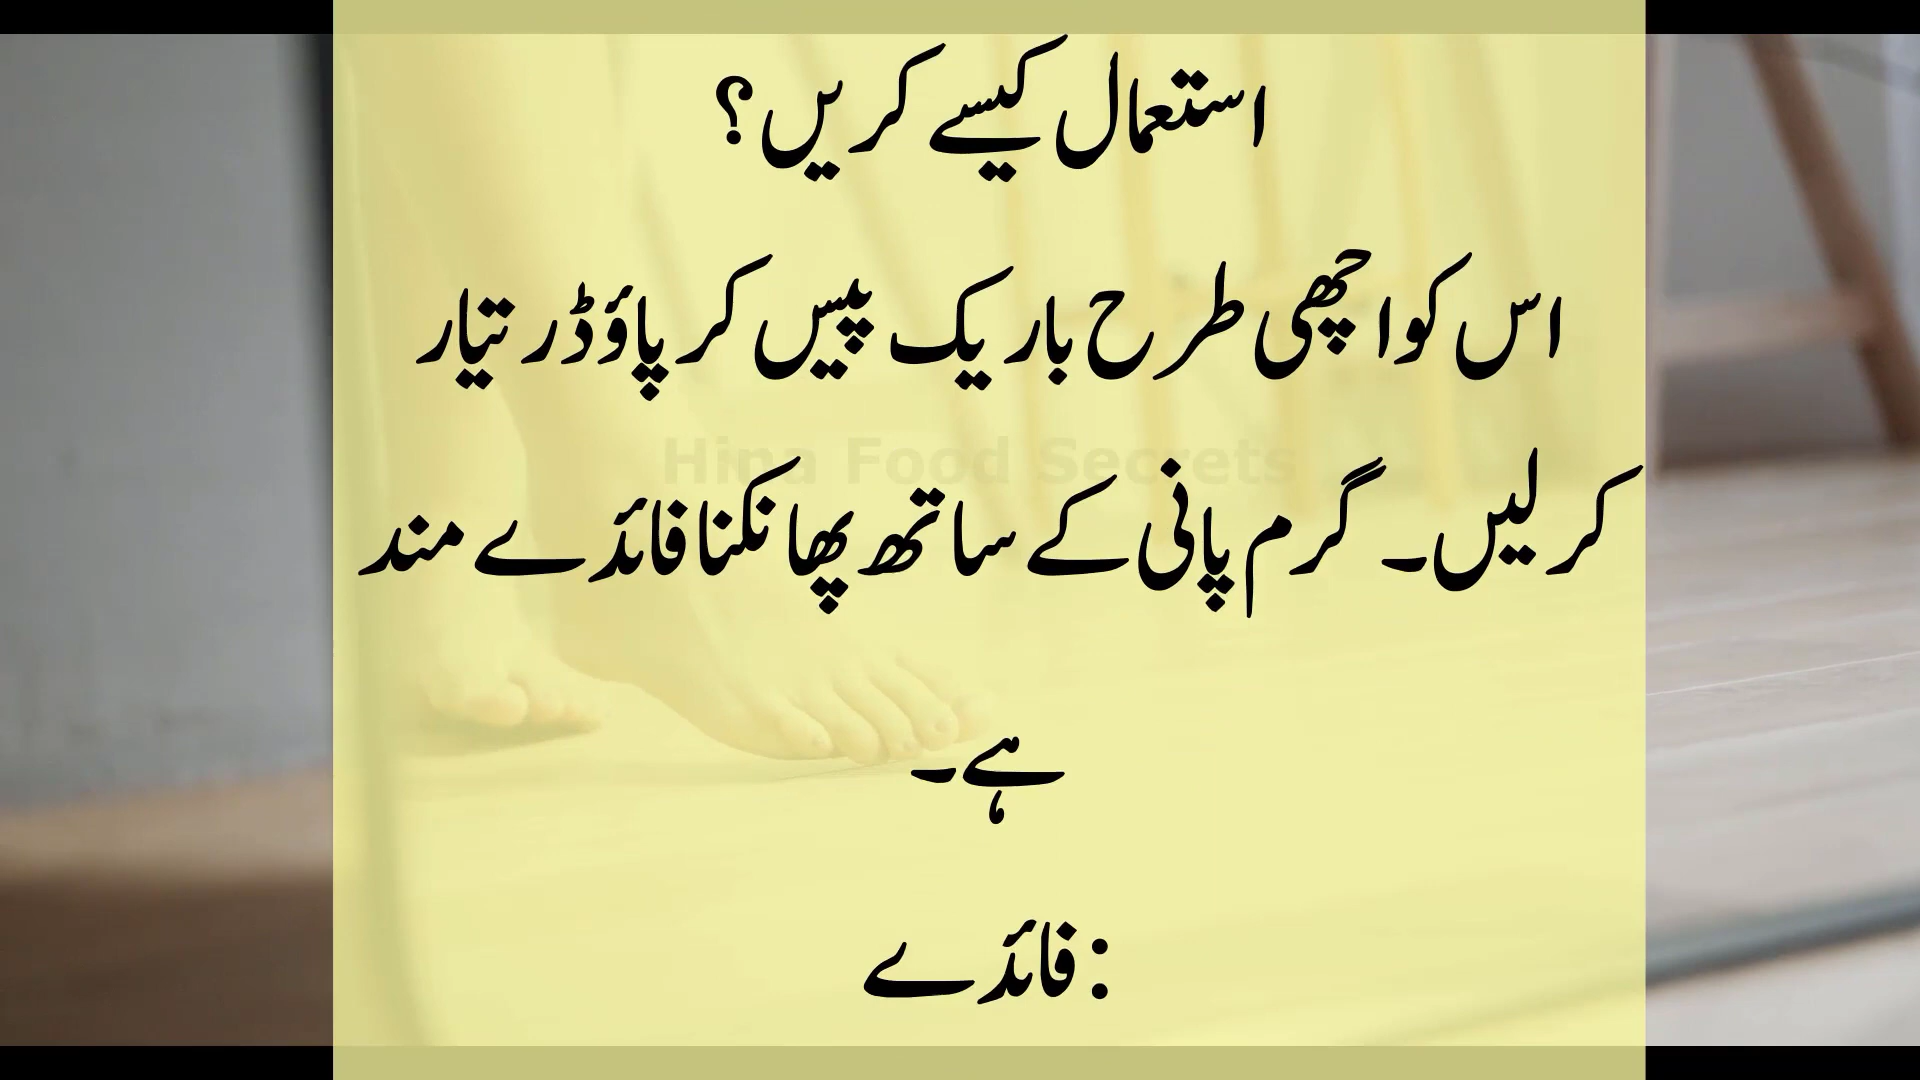 استعمال کیسے کریں؟
اس کو اچھی طرح باریک پیس کر پاؤڈر تیار
کر لیں۔ گرم پانی کے ساتھ پھانکنا فائدے مند
ہے۔
:فائدے
Hina Food Secrets